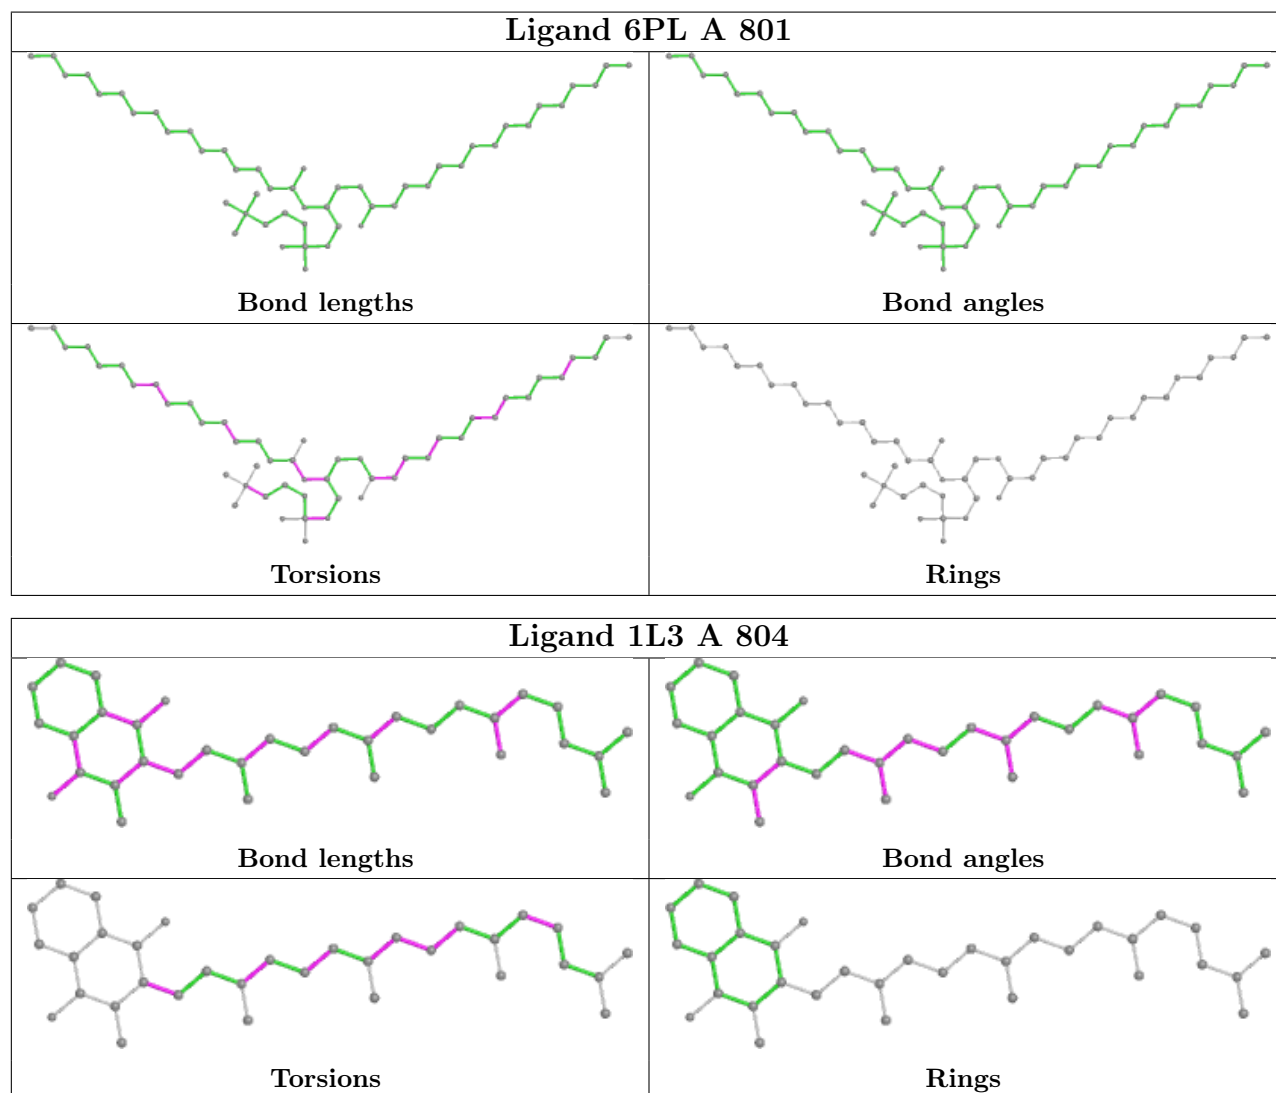 Ligand 6PL A 801
Bond lengths
Bond angles
Torsions
Rings
Ligand 1L3 A 804
Bond lengths
Bond angles
Torsions
Rings